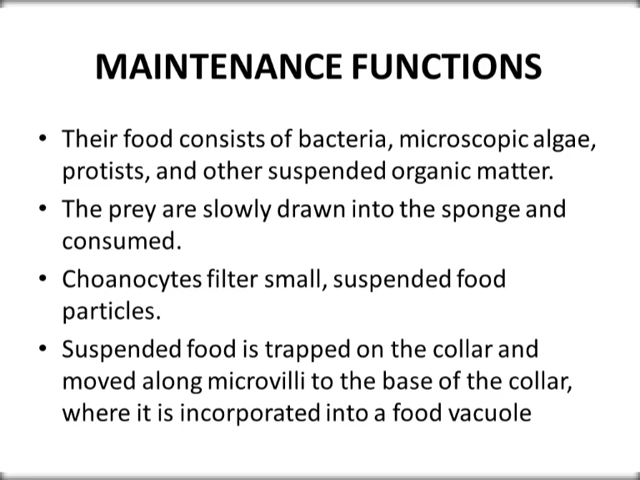 MAINTENANCE FUNCTIONS
• Their food consists of bacteria, microscopic algae,
protists, and other suspended organic matter.
• The prey are slowly drawn into the sponge and
consumed.
• Choanocytes filter small, suspended food
particles.
• Suspended food is trapped on the collar and
moved along microvilli to the base of the collar,
where it is incorporated into a food vacuole